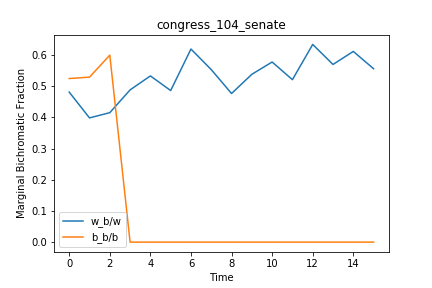 congress_104_senate
Marginal Bichromatic Fraction
0.6
0.5
0.4
0.3
0.2
0.1
0.0
w_b/w
b_b/b
0 2 4 6 8 10 12 14
Time